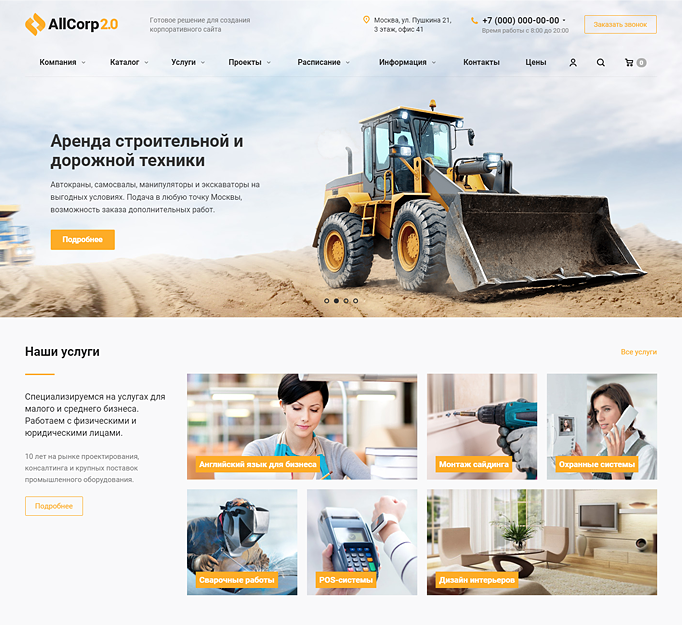 AllCorp 2.0
Готовое решение для создания
корпоративного сайта
Москва, ул. Пушкина 21,
3 этаж, офис 41
+7 (000) 000-00-00
Время работы с 8:00 до 20:00
Заказать звонок
Компания
Каталог
Услуги
Проекты
Расписание
Информация
Контакты
Цены
0
Аренда строительной и
дорожной техники
Автокраны, самосвалы, манипуляторы и экскаваторы на
выгодных условиях. Подача в любую точку Москвы,
возможность заказа дополнительных работ.
Подробнее
Наши услуги
Все услуги
Специализируемся на услугах для
малого и среднего бизнеса.
Работаем с физическими и
юридическими лицами.
10 лет на рынке проектирования,
консалтинга и крупных поставок
промышленного оборудования.
Подробнее
Английский язык для бизнеса
Монтаж сайдинга
Охранные системы
Сварочные работы
POS-системы
Дизайн интерьеров